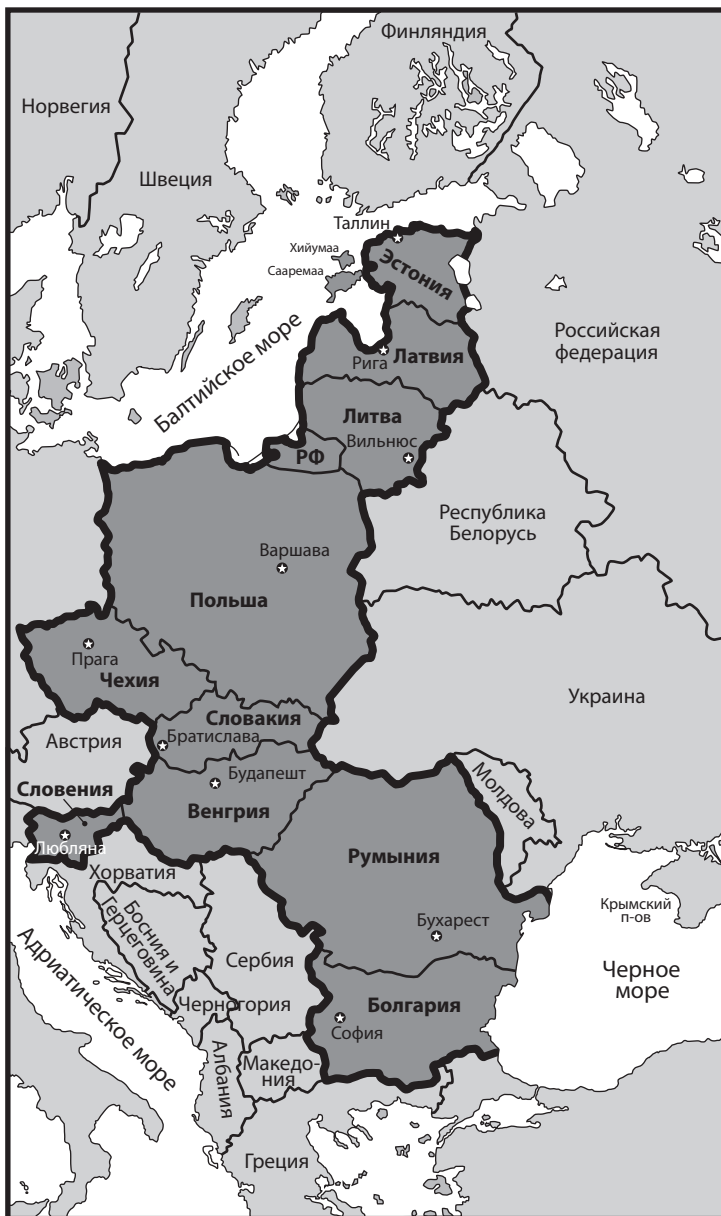 Финляндия
Норвегия
Швеция
Таллин
Хийумаа
Сааремаа
Эстония
Балтийское море
Российская
федерация
Рига
Латвия
Литва
Вильнюс
РФ
Республика
Белорусь
Варшава
Польша
Прага
Чехия
Украина
Словакия
Братислава
Австрия
Будапешт
Словения
Венгрия
Молдова
Любляна
Румыния
Хорватия
Крымский
п-ов
Босния и
Герцеговина
Бухарест
Сербия
Адриатическое море
Черное
море
Черногория
Болгария
София
Албания
Македо-
ния
Греция